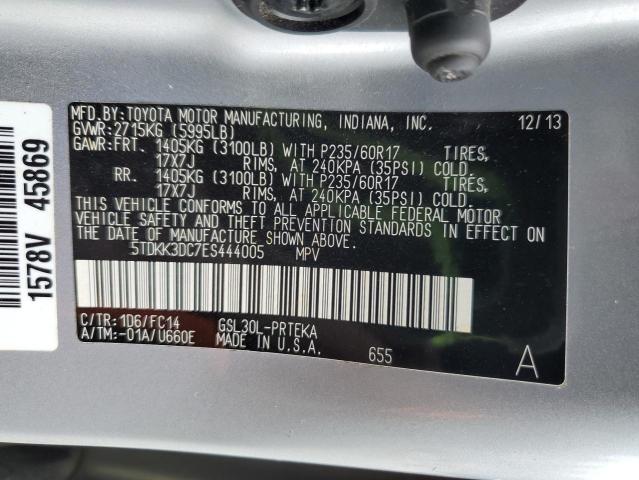 MFD.BY:TOYOTA MOTOR MANUFACTURING, INDIANA, INC. 12/13
GVWR:2715KG (5995LB)
GAWR:FRT. 1405KG (3100LB) WITH P235/60R17 TIRES,
17X7J RIMS, AT 240KPA (35PSI) COLD.
RR. 1405KG (3100LB) WITH P235/60R17 TIRES,
17X7J RIMS, AT 240KPA (35PSI) COLD.
THIS VEHICLE CONFORMS TO ALL APPLICABLE FEDERAL MOTOR
VEHICLE SAFETY AND THEFT PREVENTION STANDARDS IN EFFECT ON
THE DATE OF MANUFACTURE SHOWN ABOVE.
5TDKK3DC7ES444005 MPV
C/TR:1D6/FC14 GSL30L-PRTEKA
A/TM:-01A/U660E MADE IN U.S.A. 655 A
1578V 45869